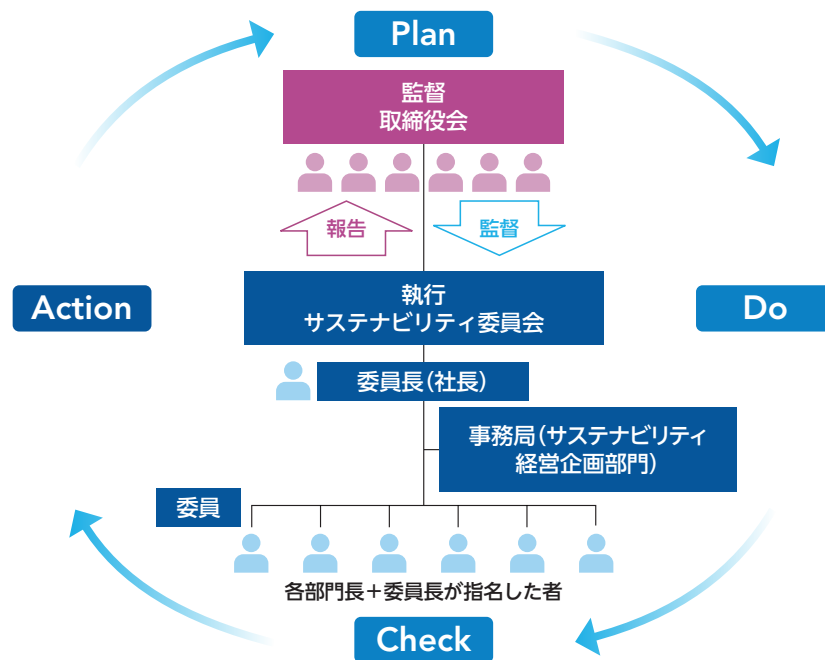 Plan
監督
取締役会
報告
監督
Action
執行
サステナビリティ委員会
Do
委員長（社長）
事務局（サステナビリティ
経営企画部門）
委員
各部門長＋委員長が指名した者
Check